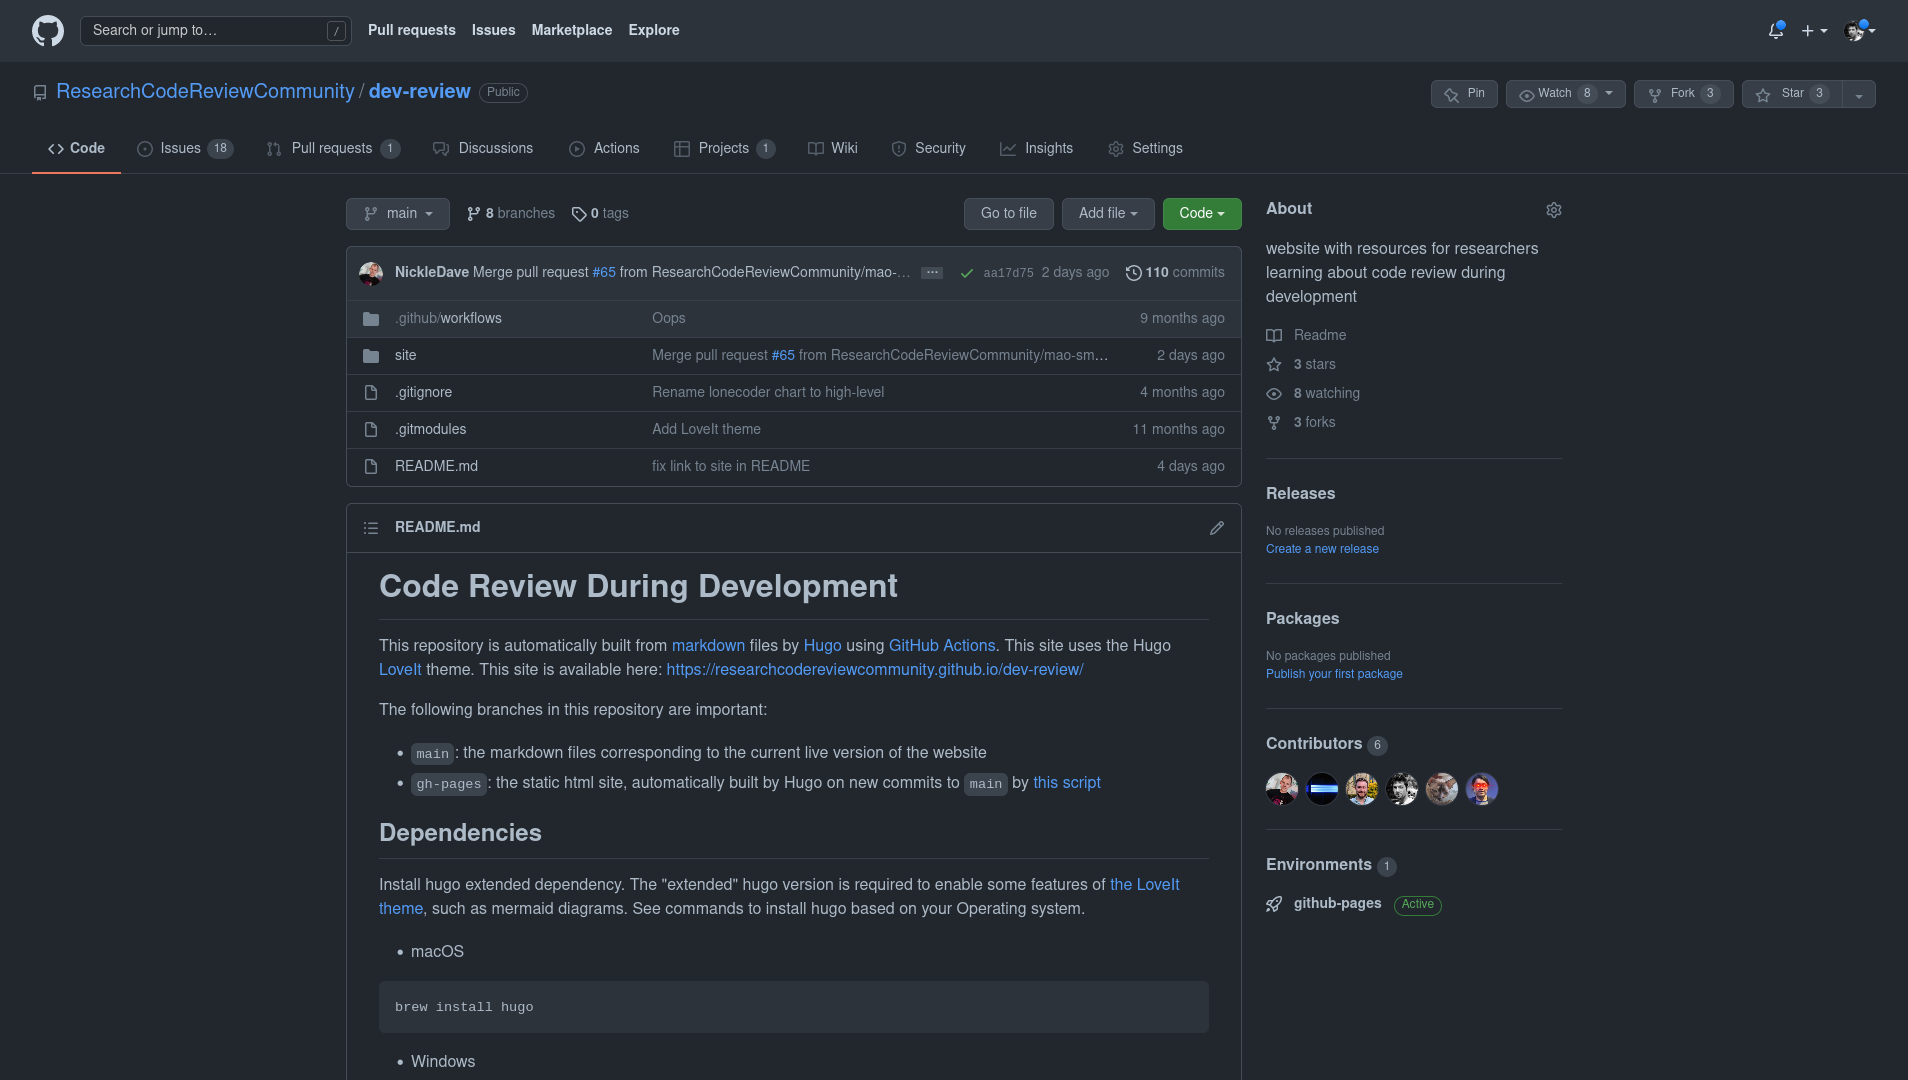 Search or jump to… /
Pull requests Issues Marketplace Explore
ResearchCodeReviewCommunity / dev-review Public
Pin Watch 8 Fork 3 Star 3
Code Issues 18 Pull requests 1 Discussions Actions Projects 1 Wiki Security Insights Settings
main 8 branches 0 tags Go to file Add file Code
NickleDave Merge pull request #65 from ResearchCodeReviewCommunity/mao-… ··· aa17d75 2 days ago 110 commits
.github/workflows Oops 9 months ago
site Merge pull request #65 from ResearchCodeReviewCommunity/mao-sm… 2 days ago
.gitignore Rename lonecoder chart to high-level 4 months ago
.gitmodules Add LoveIt theme 11 months ago
README.md fix link to site in README 4 days ago
README.md
Code Review During Development
This repository is automatically built from markdown files by Hugo using GitHub Actions. This site uses the Hugo
LoveIt theme. This site is available here: https://researchcodereviewcommunity.github.io/dev-review/
The following branches in this repository are important:
• main: the markdown files corresponding to the current live version of the website
• gh-pages: the static html site, automatically built by Hugo on new commits to main by this script
Dependencies
Install hugo extended dependency. The "extended" hugo version is required to enable some features of the LoveIt
theme, such as mermaid diagrams. See commands to install hugo based on your Operating system.
• macOS
brew install hugo
• Windows
About
website with resources for researchers
learning about code review during
development
Readme
3 stars
8 watching
3 forks
Releases
No releases published
Create a new release
Packages
No packages published
Publish your first package
Contributors 6
Environments 1
github-pages Active